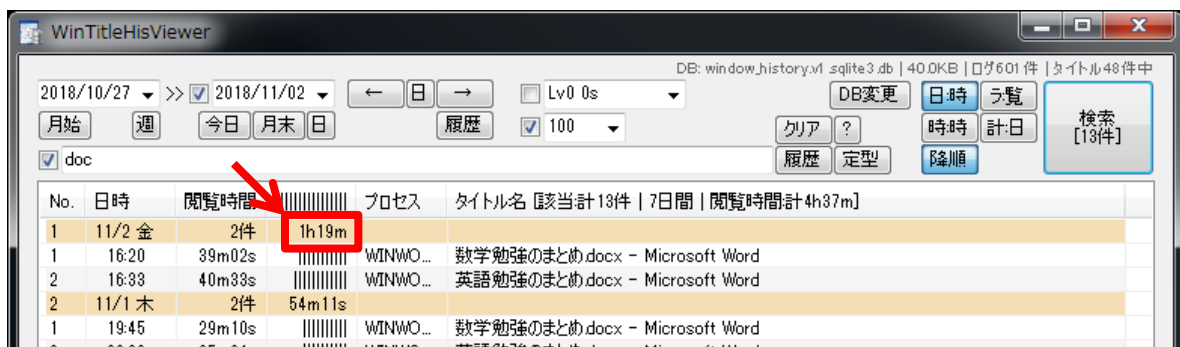 WinTitleHisViewer
DB: window_history.v1.sqlite3.db | 40.0KB | ログ601件 | タイトル48件中
2018/10/27 >> 2018/11/02 ← 日 → Lv0 0s DB変更 日:時 ラ:覧
月始 週 今日 月末 日 履歴 100 クリア ? 時:時 計:日 検索
[13件]
doc 履歴 定型 降順
No. 日時 閲覧時間 ||||||||||||||| プロセス タイトル名 [該当:計13件 | 7日間 | 閲覧時間:計4h37m]
1 11/2 金 2件 1h19m
1 16:20 39m02s |||||||||| WINWO... 数学勉強のまとめ.docx - Microsoft Word
2 16:33 40m33s |||||||||| WINWO... 英語勉強のまとめ.docx - Microsoft Word
2 11/1 木 2件 54m11s
1 19:45 29m10s |||||||||| WINWO... 数学勉強のまとめ.docx - Microsoft Word